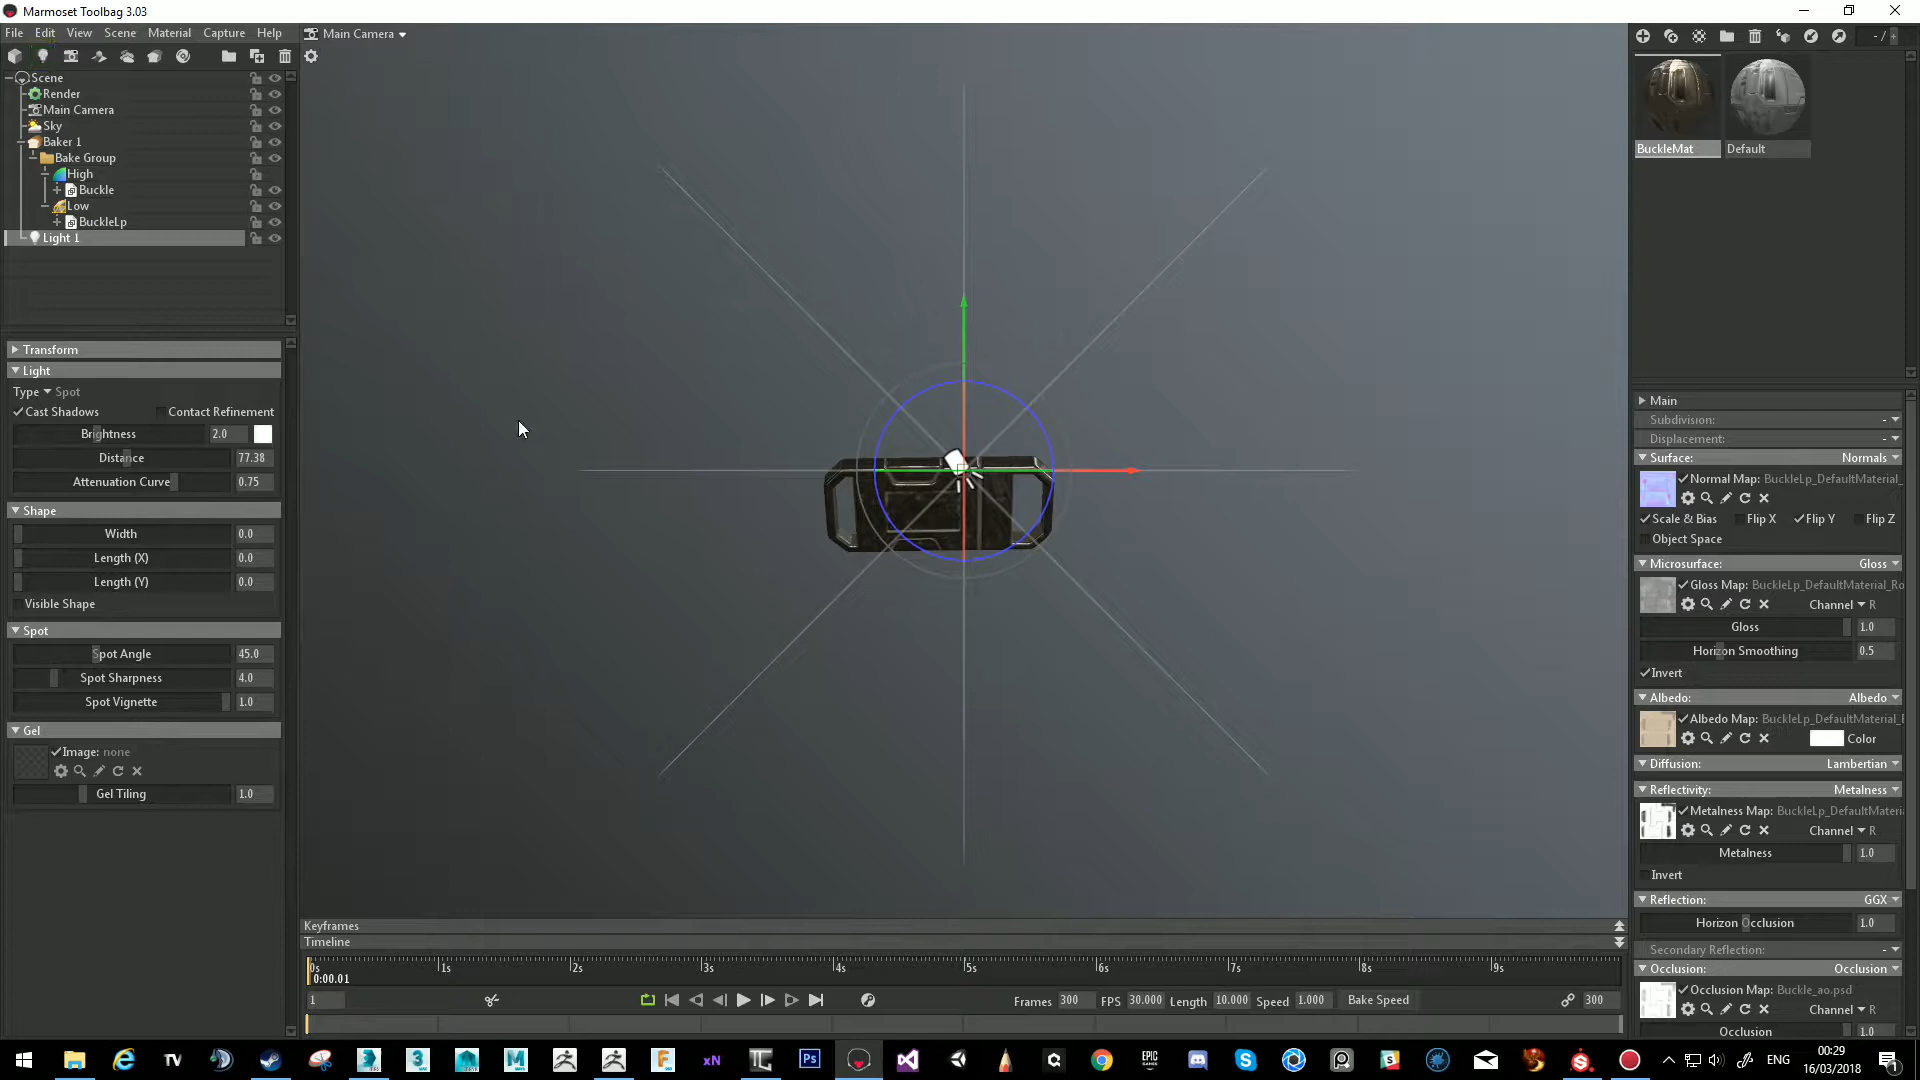 Marmoset Toolbag 3.03
File Edit View Scene Material Capture Help
Main Camera
- /
Scene
Render
Main Camera
Sky
Baker 1
Bake Group
High
Buckle
Low
BuckleLp
Light 1
BuckleMat
Default
Transform
Light
Type Spot
Cast Shadows Contact Refinement
Brightness 2.0
Distance 77.38
Attenuation Curve 0.75
Shape
Width 0.0
Length (X) 0.0
Length (Y) 0.0
Visible Shape
Spot
Spot Angle 45.0
Spot Sharpness 4.0
Spot Vignette 1.0
Gel
Image: none
Gel Tiling 1.0
Main
Subdivision: -
Displacement: -
Surface: Normals
Normal Map: BuckleLp_DefaultMaterial_
Scale & Bias Flip X Flip Y Flip Z
Object Space
Microsurface: Gloss
Gloss Map: BuckleLp_DefaultMaterial_Ro
Channel R
Gloss 1.0
Horizon Smoothing 0.5
Invert
Albedo: Albedo
Albedo Map: BuckleLp_DefaultMaterial_
Color
Diffusion: Lambertian
Reflectivity: Metalness
Metalness Map: BuckleLp_DefaultMateri
Channel R
Metalness 1.0
Invert
Reflection: GGX
Horizon Occlusion 1.0
Secondary Reflection: -
Occlusion: Occlusion
Occlusion Map: Buckle_ao.psd
Channel R
Occlusion 1.0
Keyframes
Timeline
0s 1s 2s 3s 4s 5s 6s 7s 8s 9s
0:00.01
1 Frames 300 FPS 30.000 Length 10.000 Speed 1.000 Bake Speed 300
ENG
00:29
16/03/2018